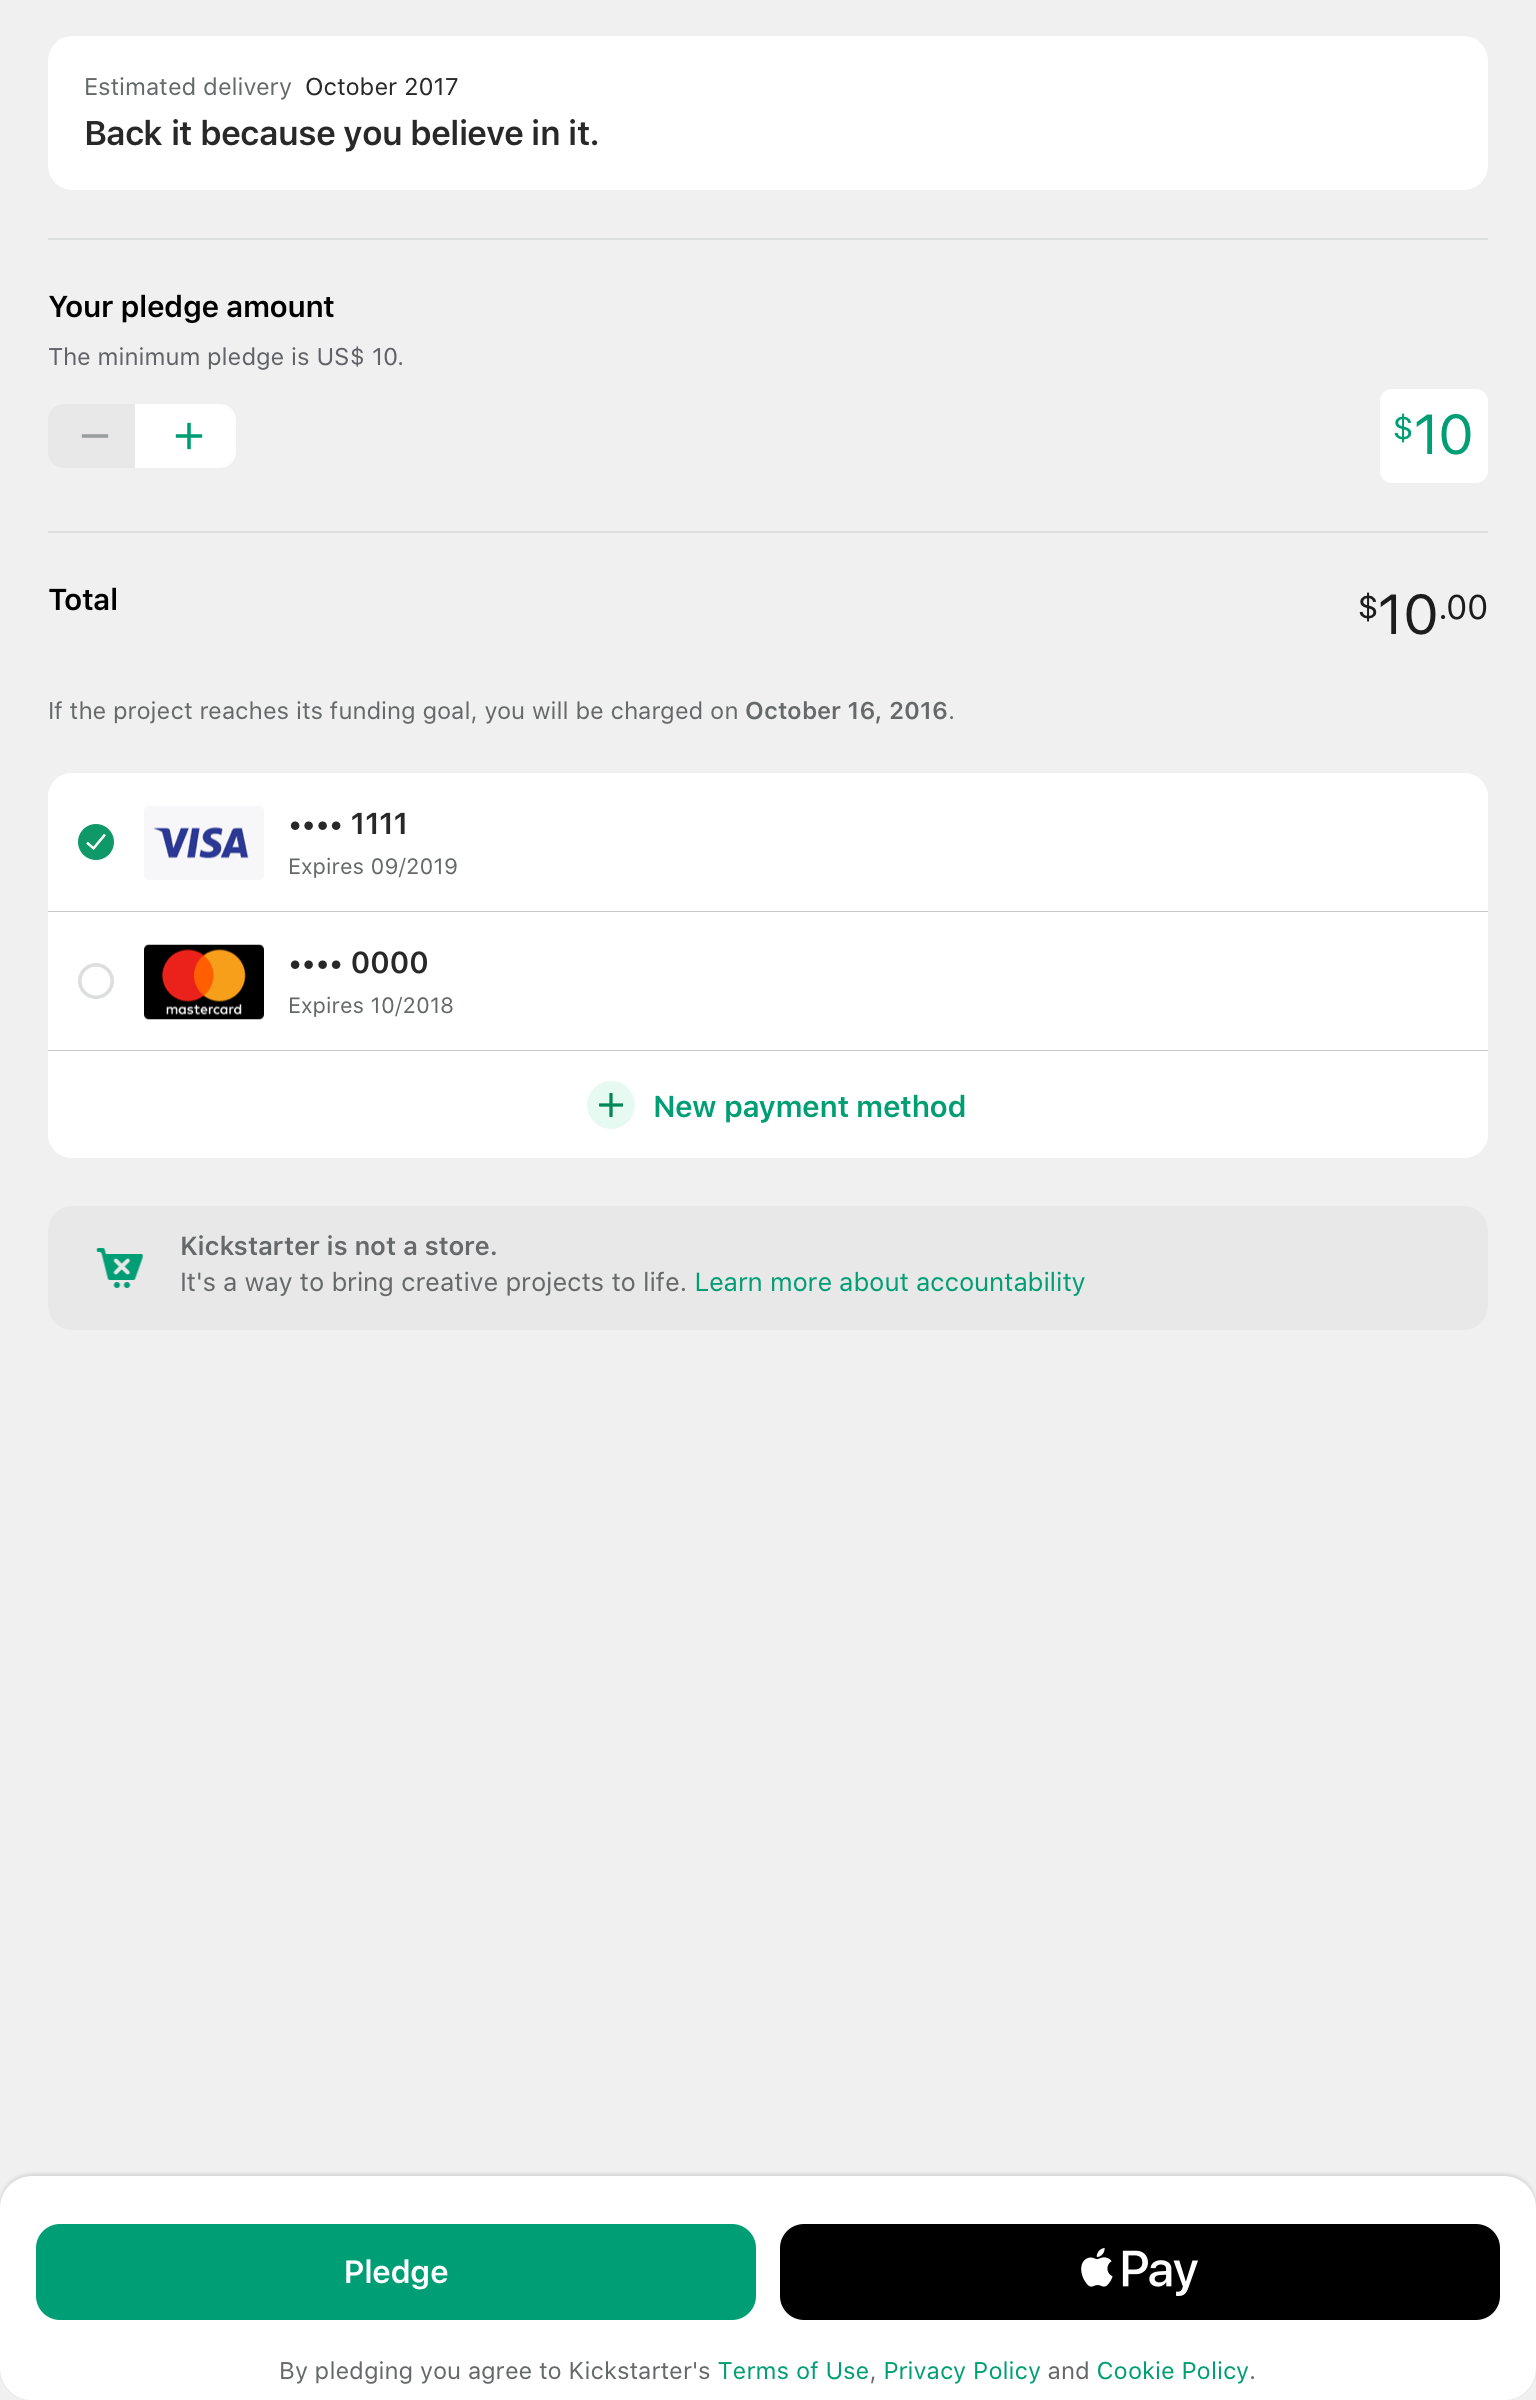 Estimated delivery October 2017
Back it because you believe in it.
Your pledge amount
The minimum pledge is US$ 10.
$10
Total
$10.00
If the project reaches its funding goal, you will be charged on October 16, 2016.
VISA
•••• 1111
Expires 09/2019
mastercard
•••• 0000
Expires 10/2018
New payment method
Kickstarter is not a store.
It's a way to bring creative projects to life. Learn more about accountability
Pledge
Pay
By pledging you agree to Kickstarter's Terms of Use, Privacy Policy and Cookie Policy.